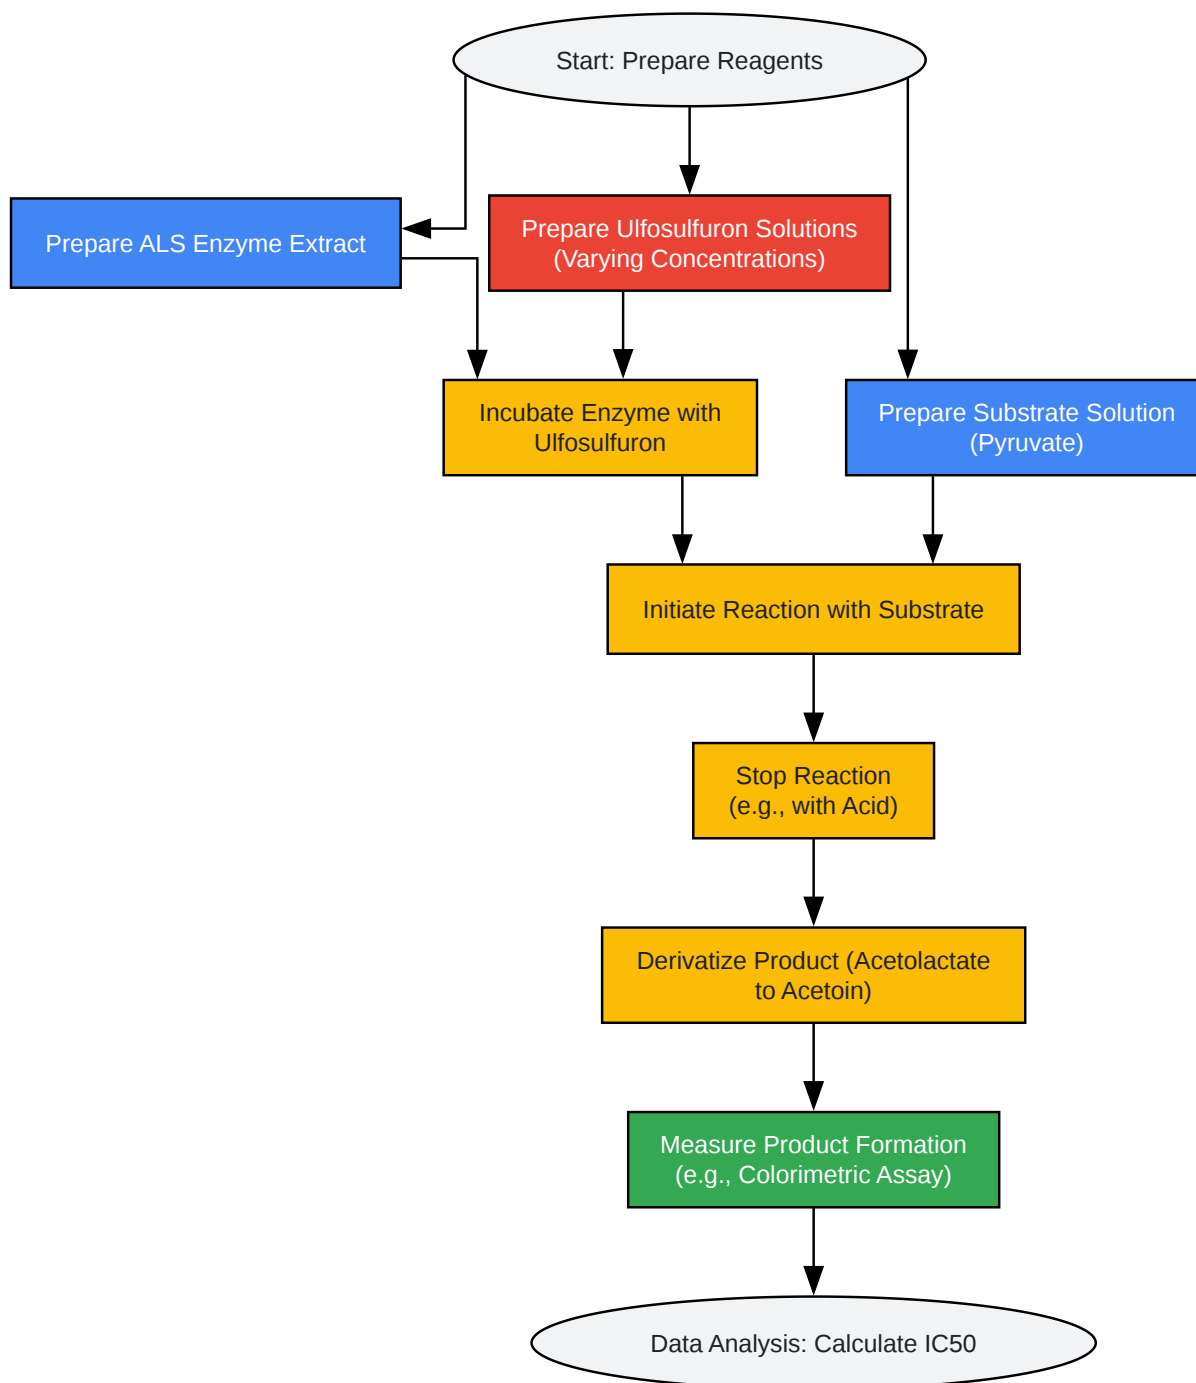 Start: Prepare Reagents
Prepare ALS Enzyme Extract
Prepare Ulfosulfuron Solutions
(Varying Concentrations)
Incubate Enzyme with
Ulfosulfuron
Prepare Substrate Solution
(Pyruvate)
Initiate Reaction with Substrate
Stop Reaction
(e.g., with Acid)
Derivatize Product (Acetolactate
to Acetoin)
Measure Product Formation
(e.g., Colorimetric Assay)
Data Analysis: Calculate IC50